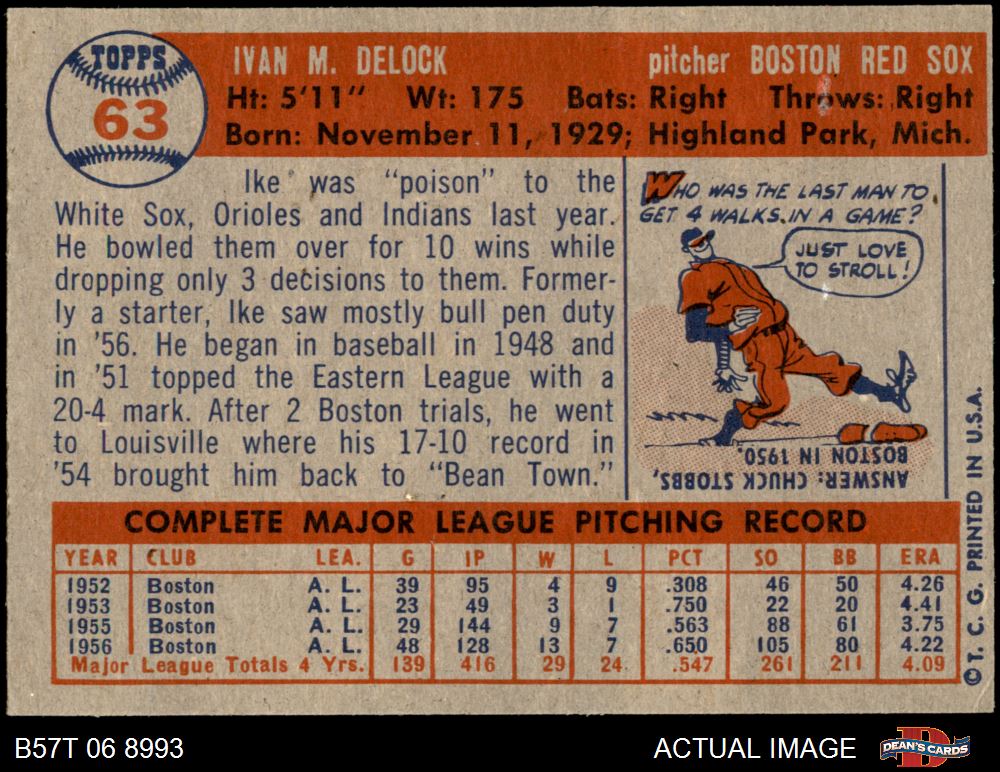 TOPPS
63
IVAN M. DELOCK pitcher BOSTON RED SOX
Ht: 5'11" Wt: 175 Bats: Right Throws: Right
Born: November 11, 1929; Highland Park, Mich.
Ike was "poison" to the
White Sox, Orioles and Indians last year.
He bowled them over for 10 wins while
dropping only 3 decisions to them. Former-
ly a starter, Ike saw mostly bull pen duty
in '56. He began in baseball in 1948 and
in '51 topped the Eastern League with a
20-4 mark. After 2 Boston trials, he went
to Louisville where his 17-10 record in
'54 brought him back to "Bean Town."
WHO WAS THE LAST MAN TO
GET 4 WALKS IN A GAME?
JUST LOVE
TO STROLL!
ANSWER: CHUCK STOBBS,
BOSTON IN 1950.
COMPLETE MAJOR LEAGUE PITCHING RECORD
YEAR CLUB LEA. G IP W L PCT SO BB ERA
1952 Boston A. L. 39 95 4 9 .308 46 50 4.26
1953 Boston A. L. 23 49 3 1 .750 22 20 4.41
1955 Boston A. L. 29 144 9 7 .563 88 61 3.75
1956 Boston A. L. 48 128 13 7 .650 105 80 4.22
Major League Totals 4 Yrs. 139 416 29 24 .547 261 211 4.09
© T. C. G. PRINTED IN U.S.A.
B57T 06 8993 ACTUAL IMAGE DEAN'S CARDS